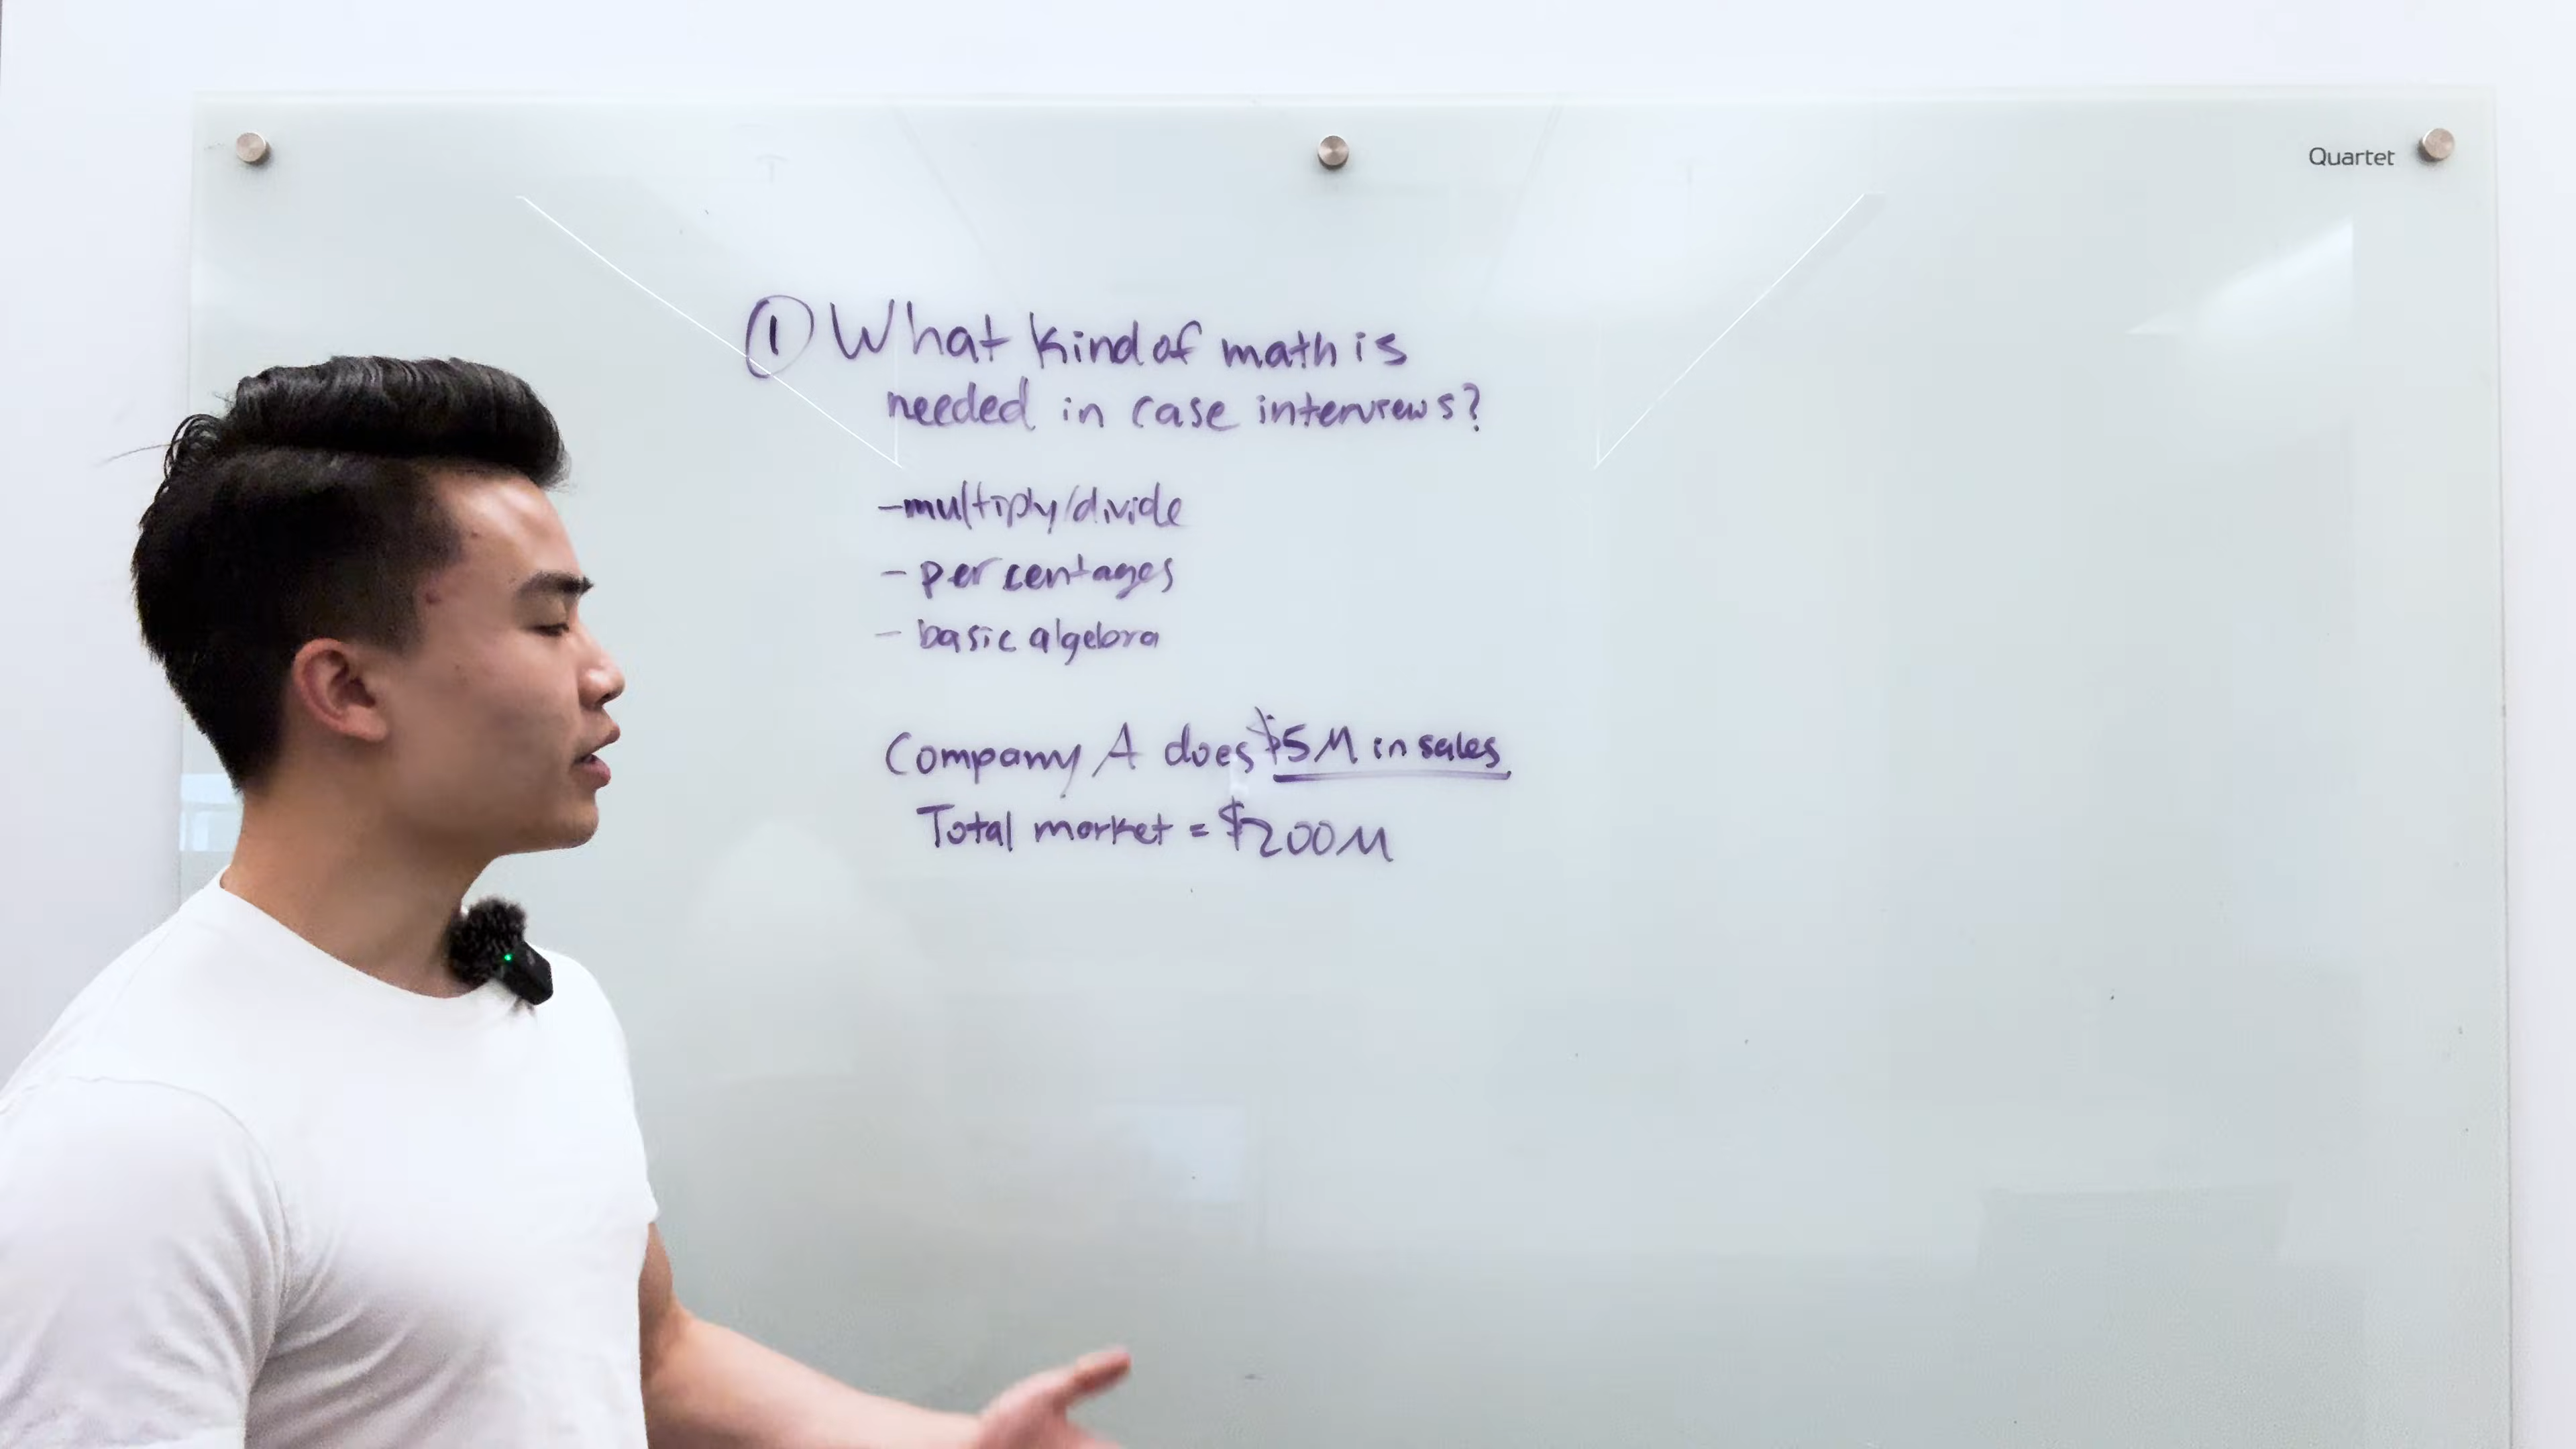 Quartet
① What kind of math is
needed in case interviews?
- multiply/divide
- percentages
- basic algebra
Company A does $5M in sales
Total market = $200M